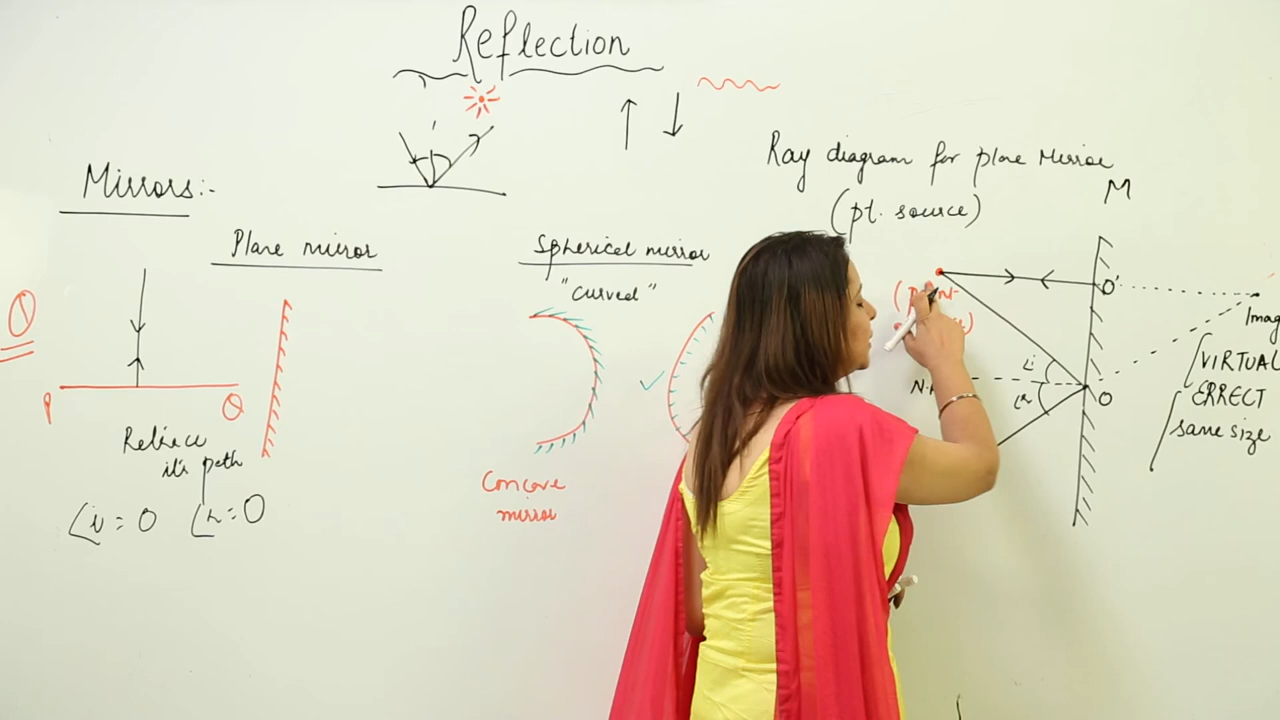 Reflection
Mirrors:-
Plane mirror
P
Q
Retrace
it's path
∠i = 0 ∠r = 0
Spherical mirror
"curved"
Concave
mirror
Ray diagram for plane Mirror
(pt. source)
M
O'
∠i
∠r
O
Imag
VIRTUAL
ERRECT
same size